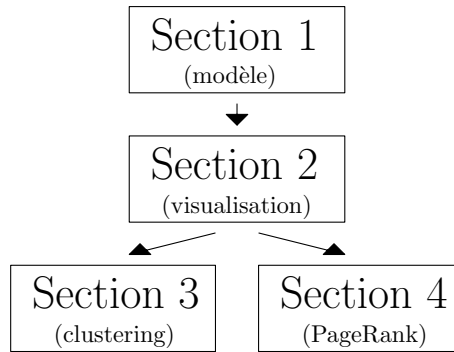 Section 1
(modèle)
Section 2
(visualisation)
Section 3
(clustering)
Section 4
(PageRank)